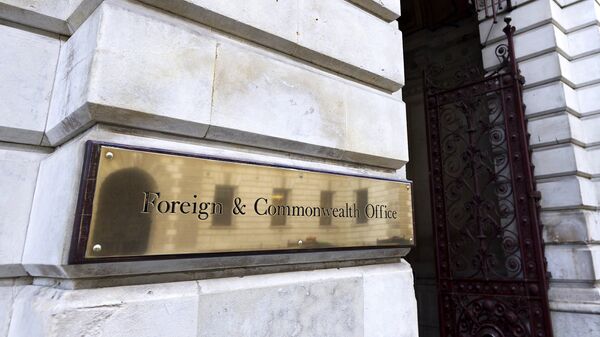 Foreign & Commonwealth Office